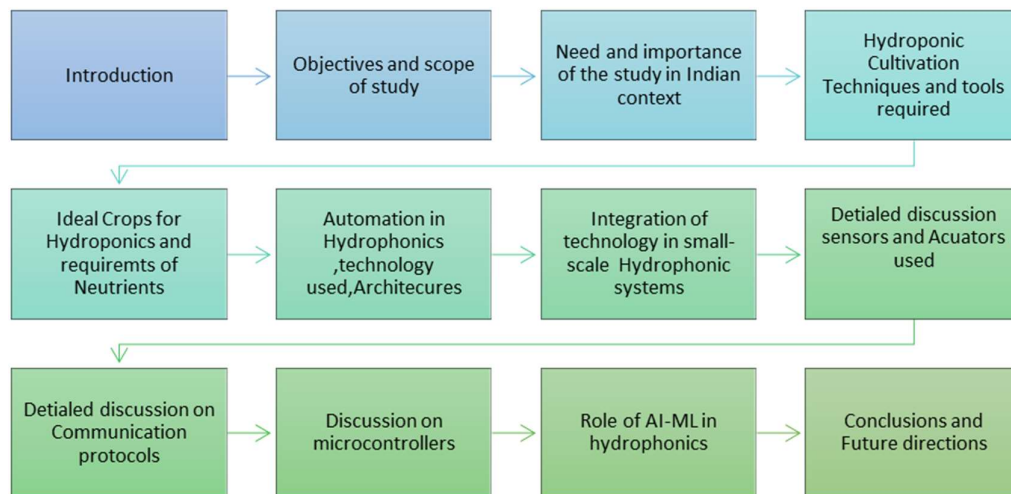 Introduction
Objectives and scope
of study
Need and importance
of the study in Indian
context
Hydroponic
Cultivation
Techniques and tools
required
Ideal Crops for
Hydroponics and
requiremts of
Neutrients
Automation in
Hydrophonics
,technology
used,Architecures
Integration of
technology in small-
scale Hydrophonic
systems
Detialed discussion
sensors and Acuators
used
Detialed discussion on
Communication
protocols
Discussion on
microcontrollers
Role of AI-ML in
hydrophonics
Conclusions and
Future directions